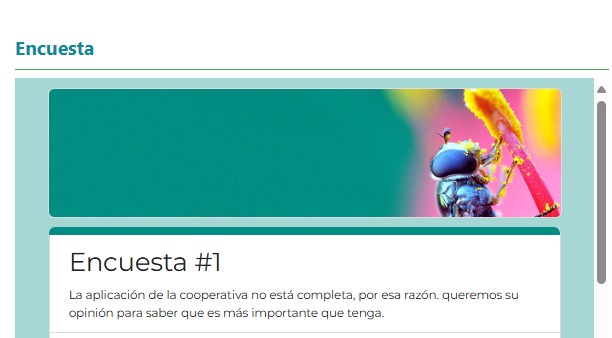 Encuesta
Encuesta #1
La aplicación de la cooperativa no está completa, por esa razón. queremos su
opinión para saber que es más importante que tenga.